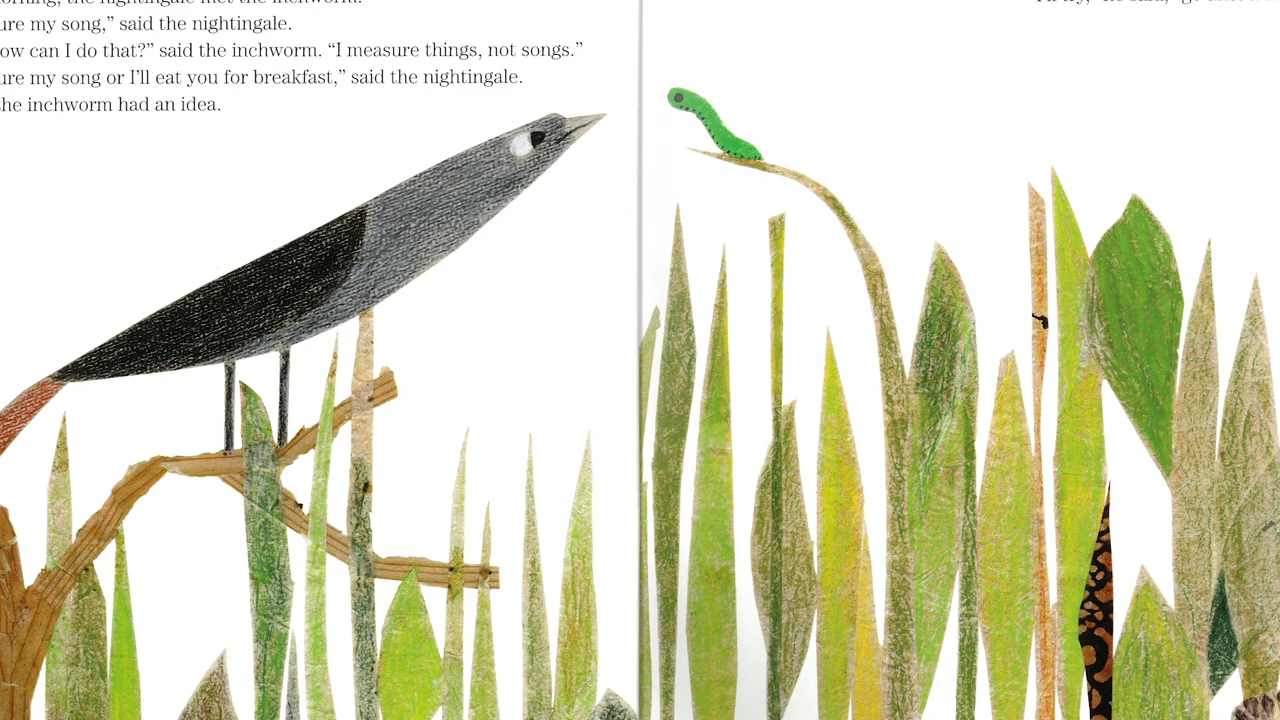 ure my song,” said the nightingale.
ow can I do that?” said the inchworm. “I measure things, not songs.”
ure my song or I’ll eat you for breakfast,” said the nightingale.
the inchworm had an idea.